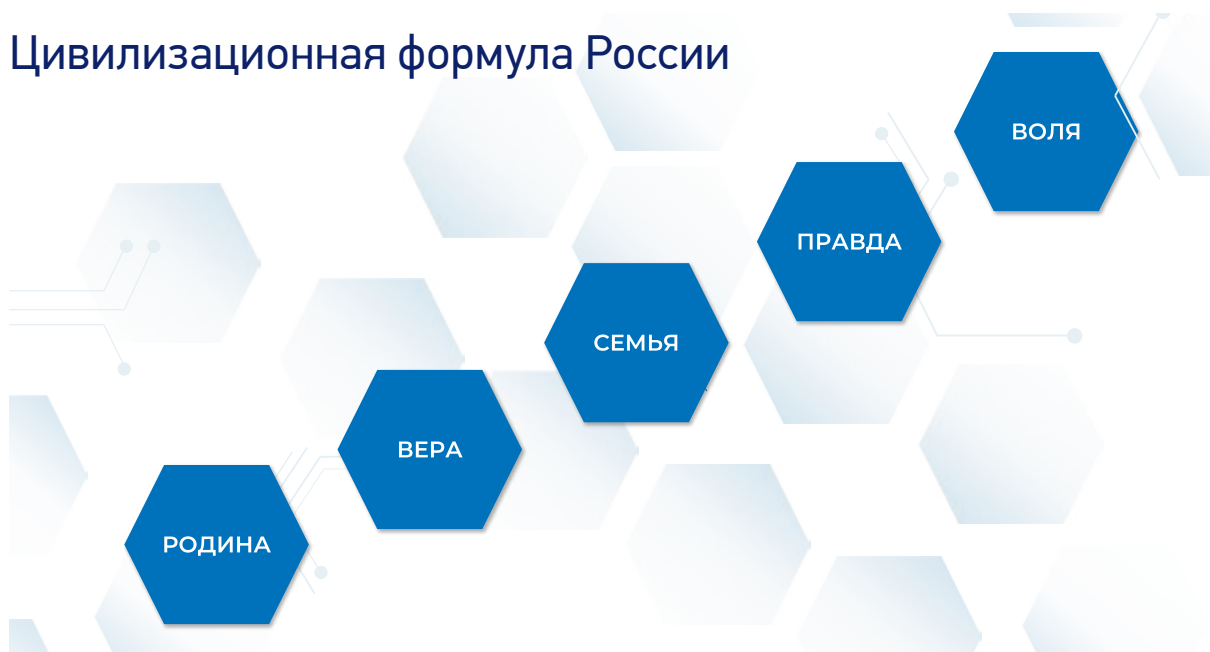 Цивилизационная формула России
ВОЛЯ
ПРАВДА
СЕМЬЯ
ВЕРА
РОДИНА